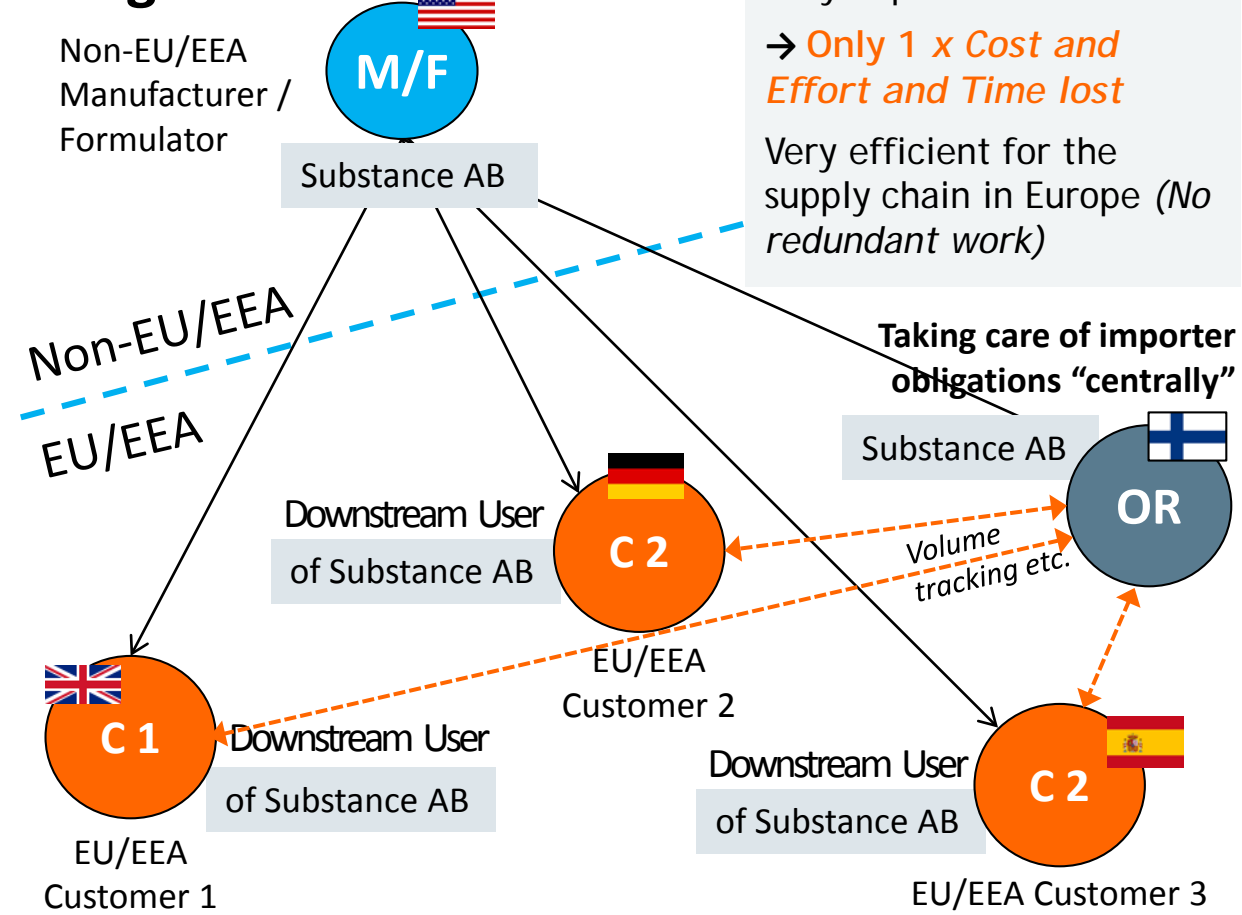 Non-EU/EEA
Manufacturer /
Formulator
M/F
Substance AB
→ Only 1 x Cost and
Effort and Time lost
Very efficient for the
supply chain in Europe (No
redundant work)
Non-EU/EEA
EU/EEA
Taking care of importer
obligations “centrally”
Substance AB
OR
Downstream User
of Substance AB
C 2
Volume
tracking etc.
EU/EEA
Customer 2
C 1
Downstream User
of Substance AB
EU/EEA
Customer 1
Downstream User
of Substance AB
C 2
EU/EEA Customer 3